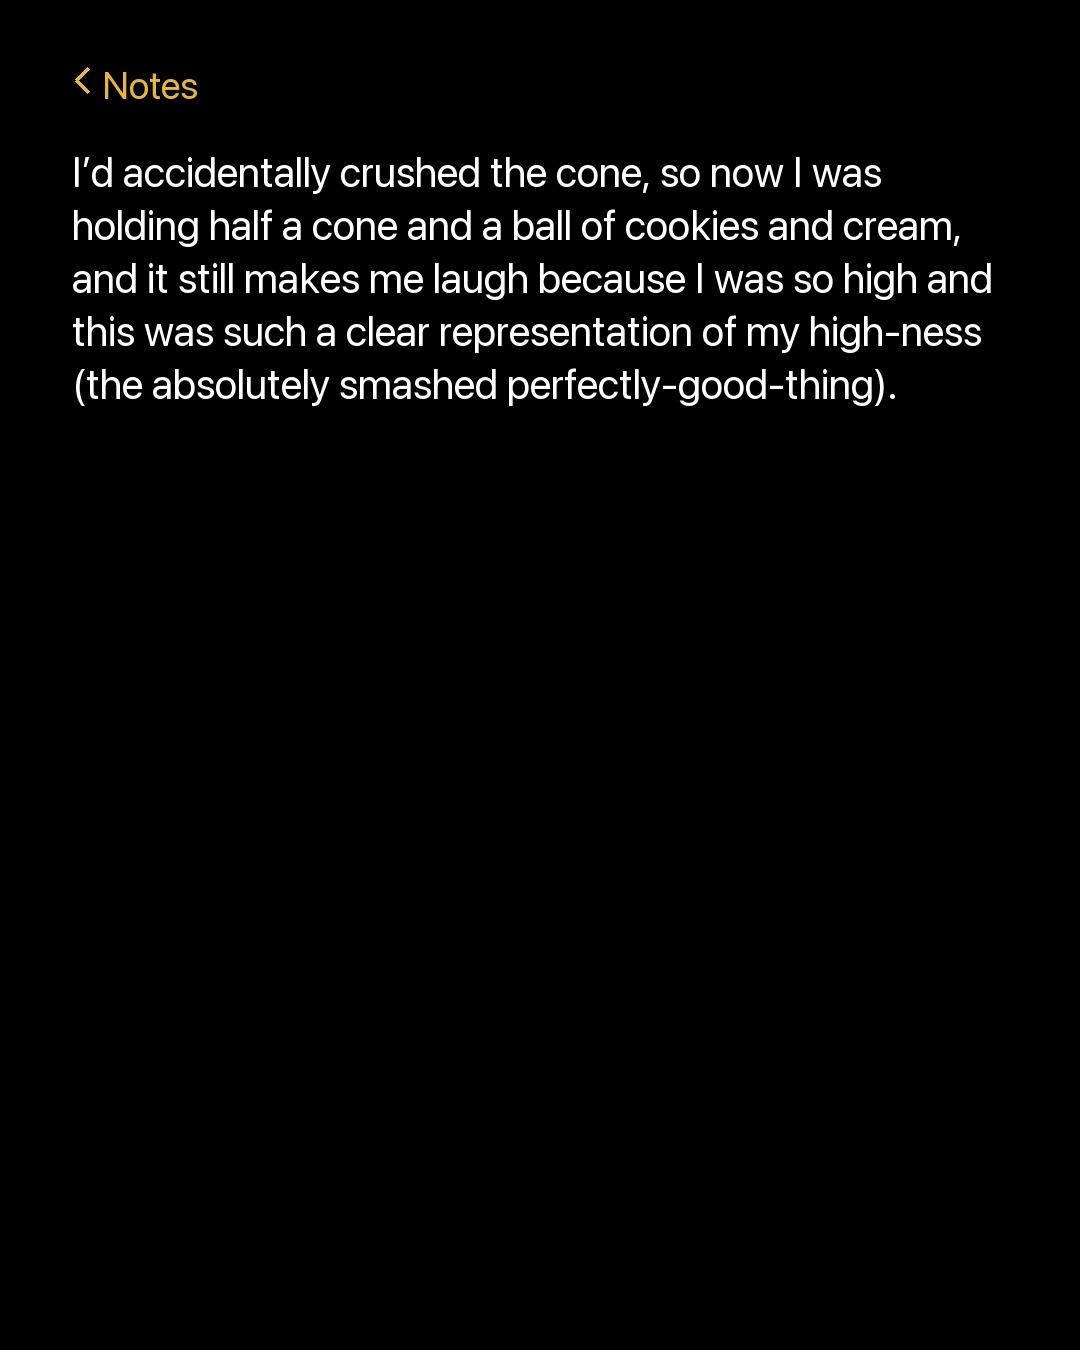 Notes
I’d accidentally crushed the cone, so now I was
holding half a cone and a ball of cookies and cream,
and it still makes me laugh because I was so high and
this was such a clear representation of my high-ness
(the absolutely smashed perfectly-good-thing).